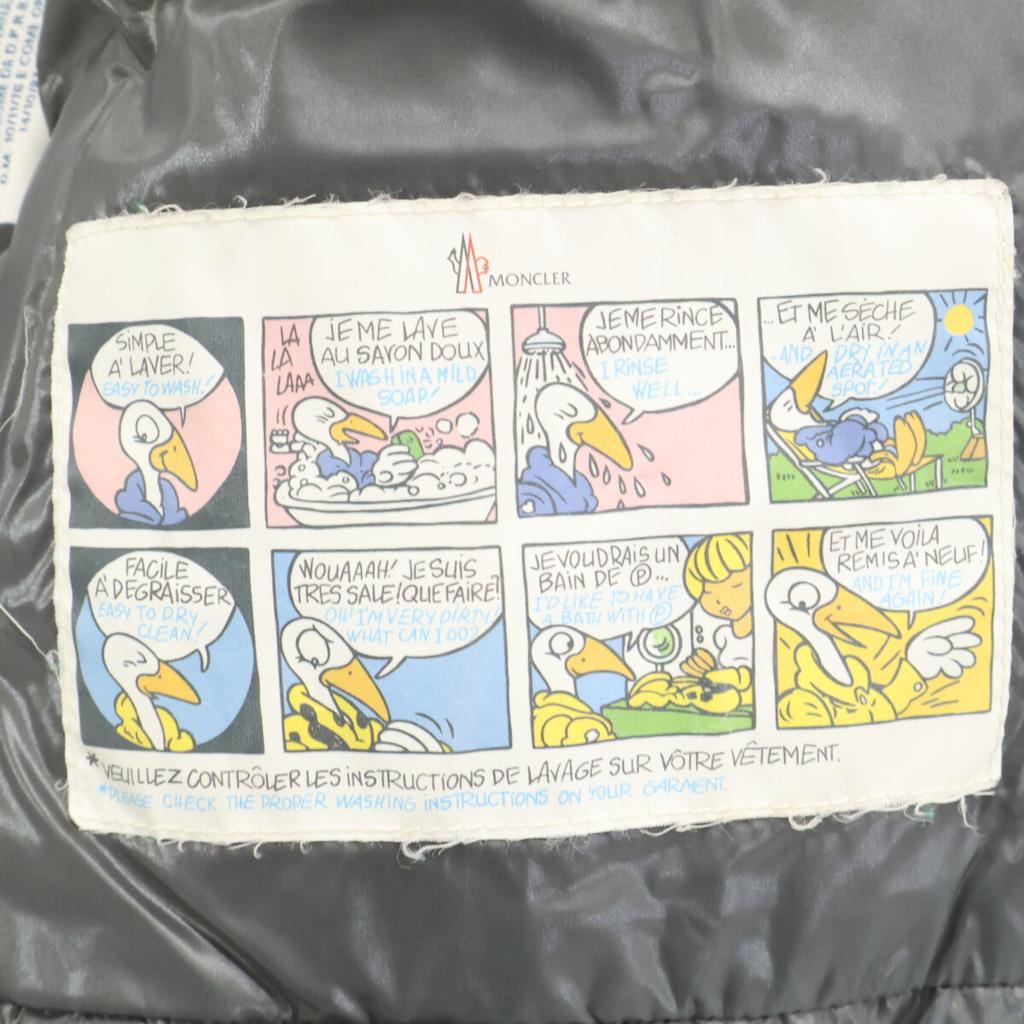 MONCLER
SIMPLE
A' LAVER!
EASY TO WASH!
LA
LA
LAAA
JE ME LAVE
AU SAVON DOUX
I WASH IN A MILD
SOAP!
JE ME RINCE
ABONDAMMENT...
I RINSE
WELL...
...ET ME SÈCHE
A' L'AIR!
-AND DRY IN AN
AERATED
SPOT!
FACILE
A' DEGRAISSER
EASY TO DRY
CLEAN!
WOUAAAH! JE SUIS
TRES SALE! QUE FAIRE?
OH! I'M VERY DIRTY!
WHAT CAN I DO?
JE VOUDRAIS UN
BAIN DE Ⓟ...
I'D LIKE TO HAVE
A BATH WITH Ⓟ
ET ME VOILA
REMIS A' NEUF!
AND I'M FINE
AGAIN!
*VEUILLEZ CONTRÔLER LES INSTRUCTIONS DE LAVAGE SUR VÔTRE VÊTEMENT.
*PLEASE CHECK THE PROPER WASHING INSTRUCTIONS ON YOUR GARMENT.